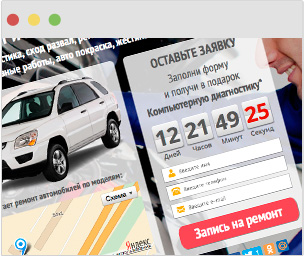 ОСТАВЬТЕ ЗАЯВКУ
стика, сход развал, ре
ные работы, авто покраска, жестя
Заполни форму
и получи в подарок
Компьютерную диагностику*
12 21 49 25
Дней Часов Минут Секунд
Введите имя
Введите телефон
Введите e-mail
Запись на ремонт
ает ремонт автомобилей по моделям:
Схема
Яндекс